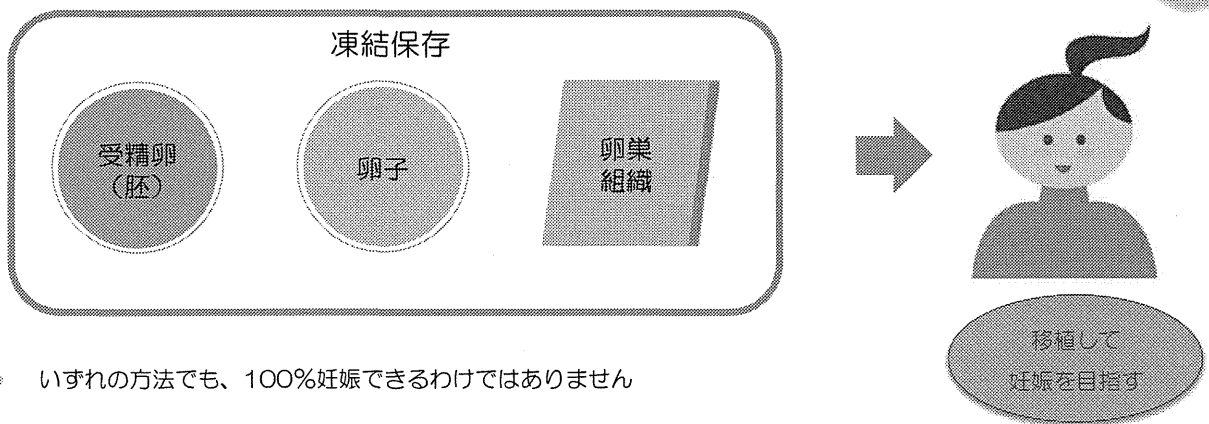 凍結保存
受精卵
（胚）
卵子
卵巣
組織
移植して
妊娠を目指す
いずれの方法でも、100%妊娠できるわけではありません